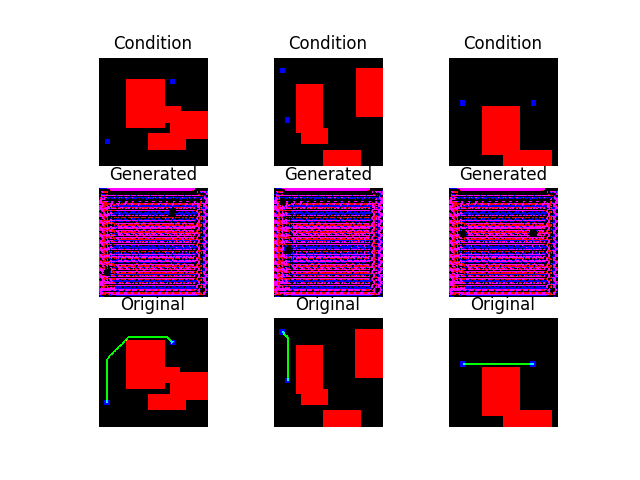 Condition Condition Condition
Generated Generated Generated
Original Original Original